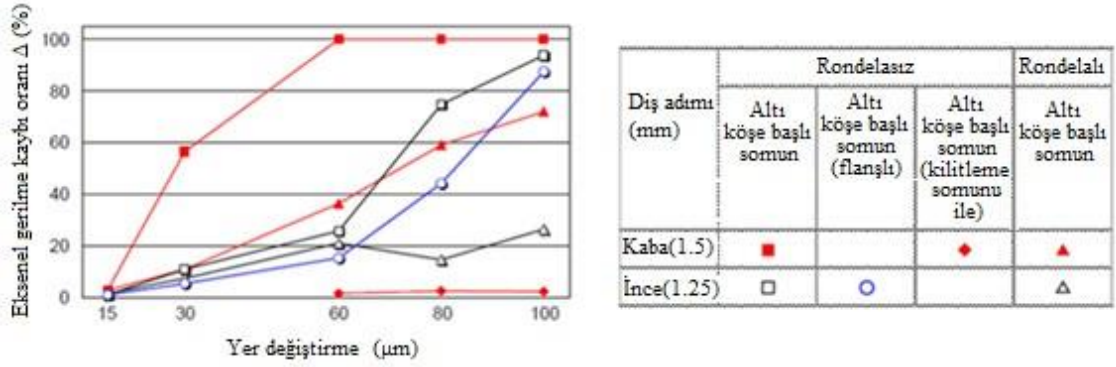 Eksenel gerilme kaybı oranı Δ (%)
100
80
60
40
20
0
15 30 60 80 100
Yer değiştirme (μm)
Diş adımı
(mm)
Rondelasız
Rondelalı
Altı
köşe başlı
somun
Altı
köşe başlı
somun
(flanşlı)
Altı
köşe başlı
somun
(kilitleme
somunu
ile)
Altı
köşe başlı
somun
Kaba(1.5)
İnce(1.25)